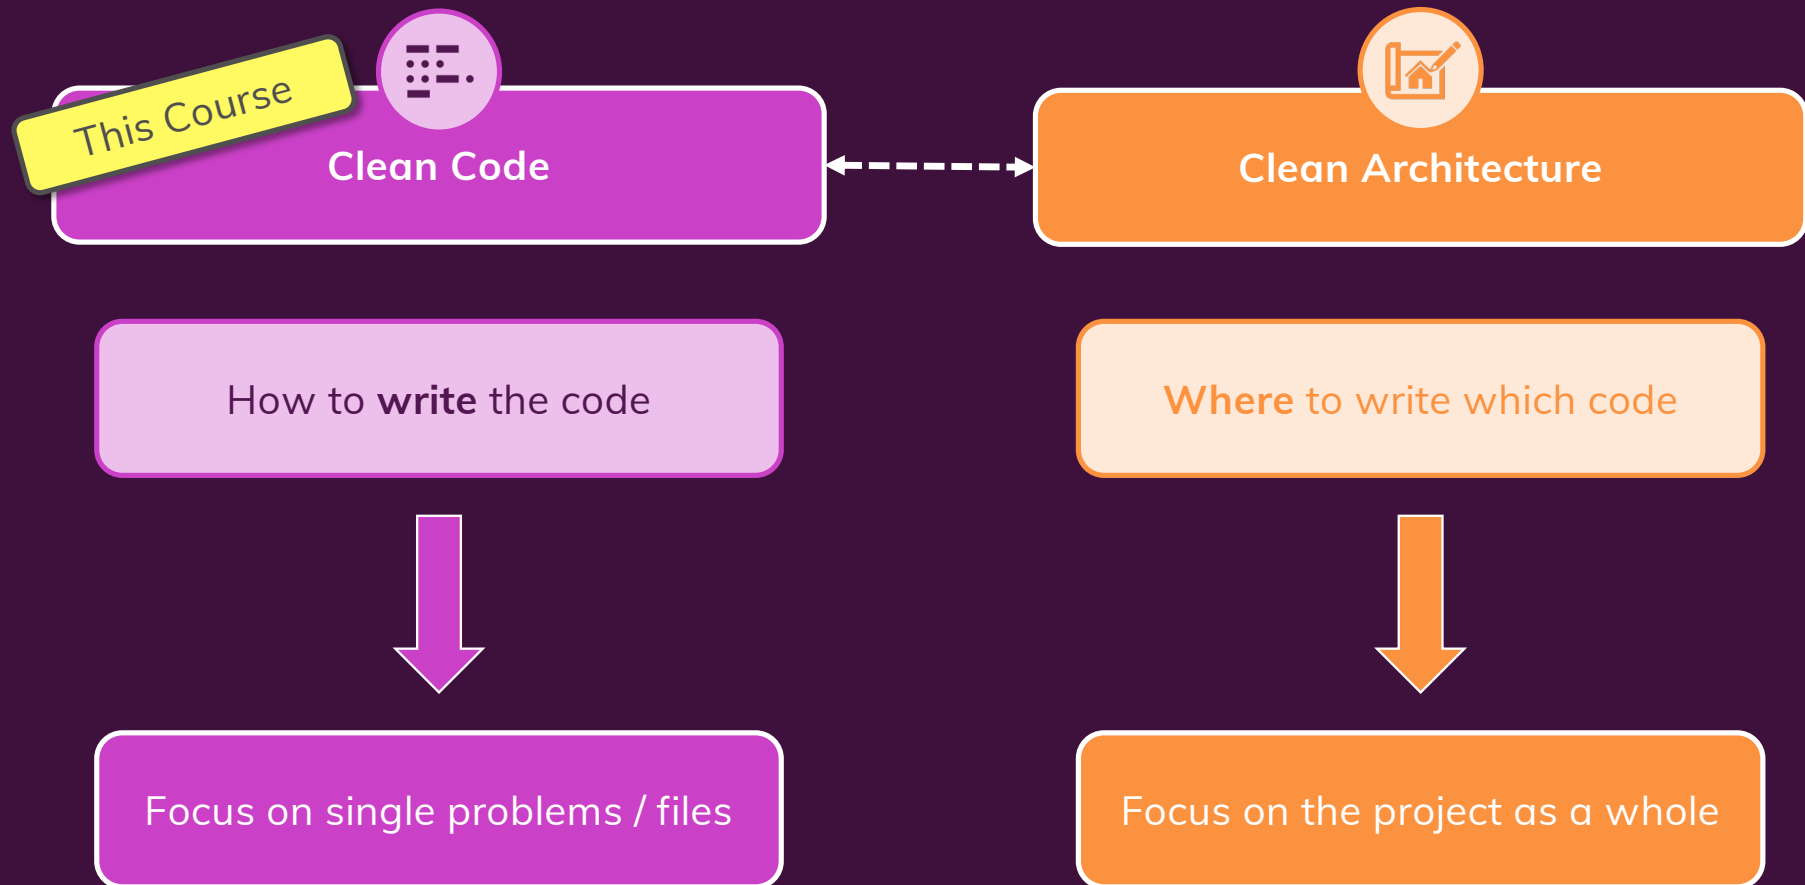 This Course
Clean Code
Clean Architecture
How to write the code
Where to write which code
Focus on single problems / files
Focus on the project as a whole